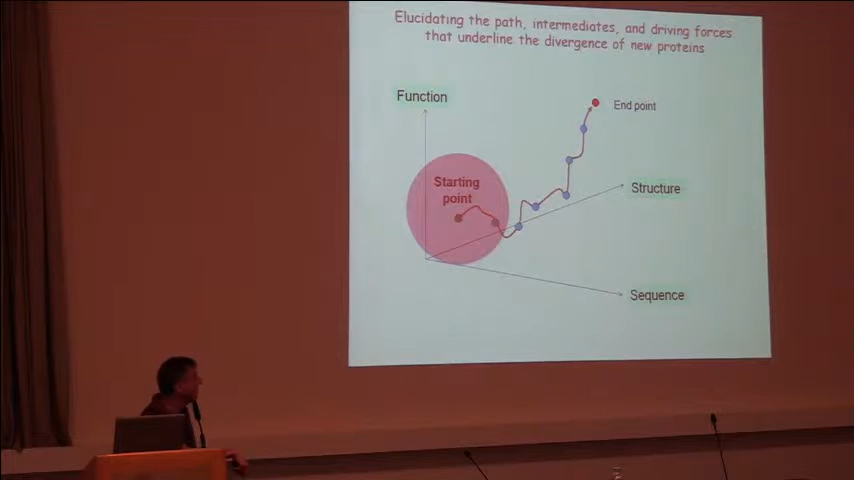 Elucidating the path, intermediates, and driving forces
that underline the divergence of new proteins
Function
End point
Starting
point
Structure
Sequence